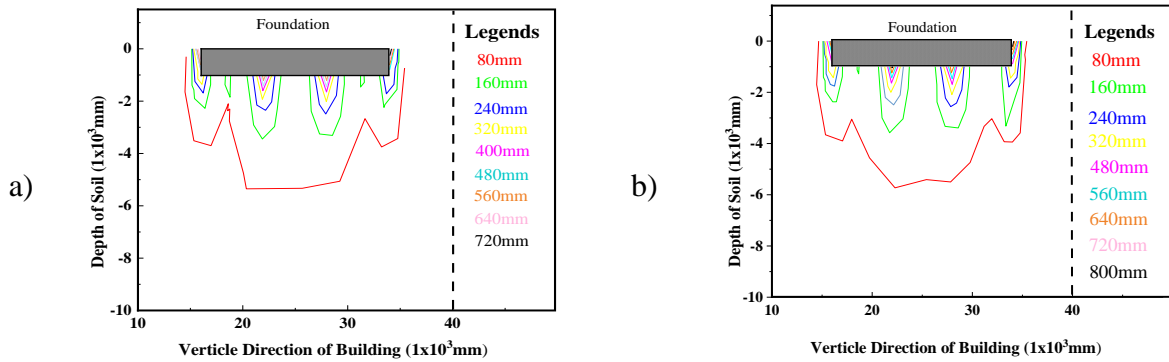 a)
Foundation
Legends
80mm
160mm
240mm
320mm
400mm
480mm
560mm
640mm
720mm
0
-2
-4
-6
-8
-10
Depth of Soil (1x10³mm)
10
20
30
40
Verticle Direction of Building (1x10³mm)
b)
Foundation
Legends
80mm
160mm
240mm
320mm
480mm
560mm
640mm
720mm
800mm
0
-2
-4
-6
-8
-10
Depth of Soil (1x10³mm)
10
20
30
40
Verticle Direction of Building (1x10³mm)